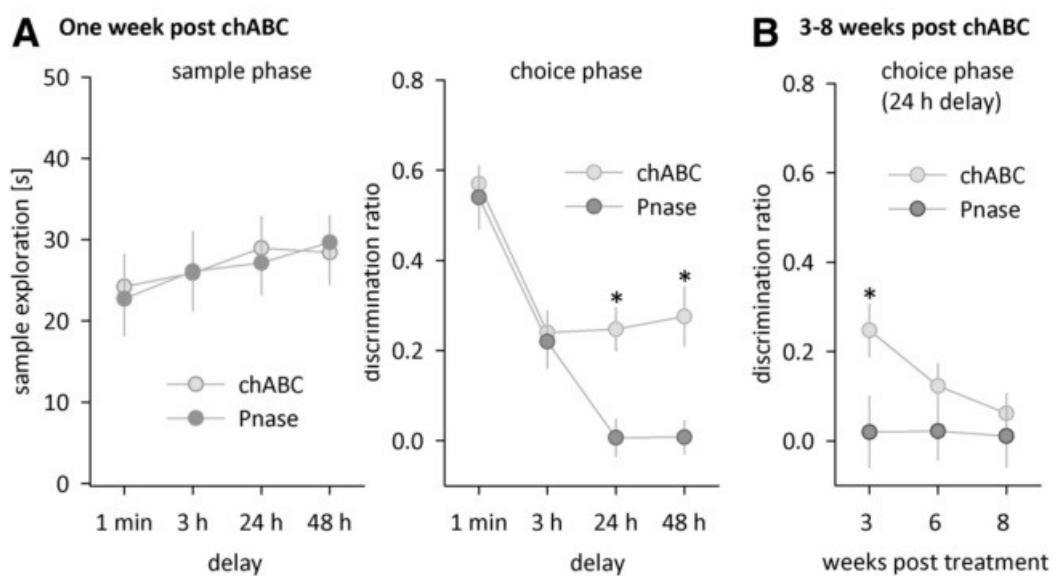 A One week post chABC
sample phase
50
40
30
20
10
0
sample exploration [s]
chABC
Pnase
1 min 3 h 24 h 48 h
delay
choice phase
0.8
0.6
0.4
0.2
0.0
discrimination ratio
chABC
Pnase
*
*
1 min 3 h 24 h 48 h
delay
B 3-8 weeks post chABC
choice phase
(24 h delay)
0.8
0.6
0.4
0.2
0.0
discrimination ratio
chABC
Pnase
*
3 6 8
weeks post treatment